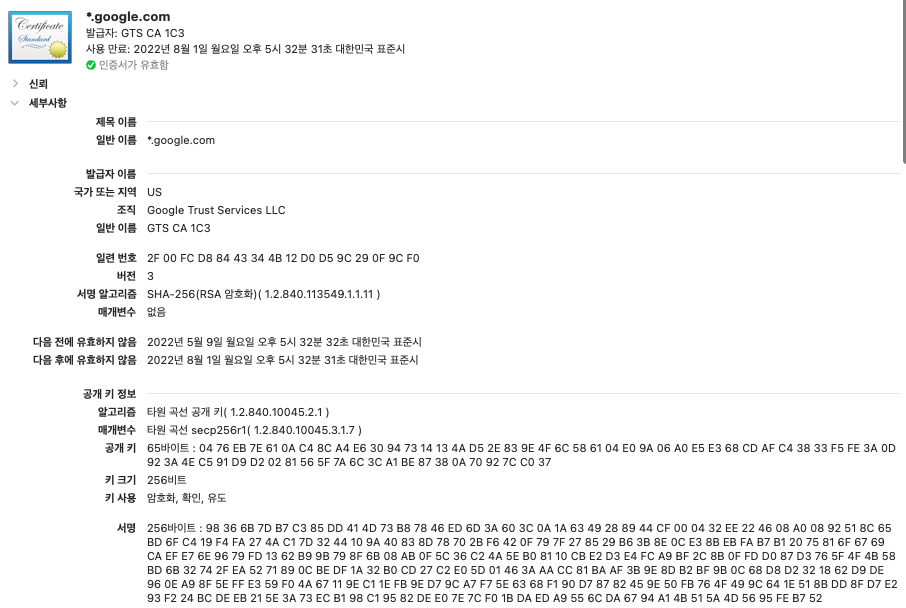 Certificate
Standard
*.google.com
발급자: GTS CA 1C3
사용 만료: 2022년 8월 1일 월요일 오후 5시 32분 31초 대한민국 표준시
인증서가 유효함
신뢰
세부사항
제목 이름
일반 이름 *.google.com
발급자 이름
국가 또는 지역 US
조직 Google Trust Services LLC
일반 이름 GTS CA 1C3
일련 번호 2F 00 FC D8 84 43 34 4B 12 D0 D5 9C 29 0F 9C F0
버전 3
서명 알고리즘 SHA-256(RSA 암호화)( 1.2.840.113549.1.1.11 )
매개변수 없음
다음 전에 유효하지 않음 2022년 5월 9일 월요일 오후 5시 32분 32초 대한민국 표준시
다음 후에 유효하지 않음 2022년 8월 1일 월요일 오후 5시 32분 31초 대한민국 표준시
공개 키 정보
알고리즘 타원 곡선 공개 키( 1.2.840.10045.2.1 )
매개변수 타원 곡선 secp256r1( 1.2.840.10045.3.1.7 )
공개 키 65바이트 : 04 76 EB 7E 61 0A C4 8C A4 E6 30 94 73 14 13 4A D5 2E 83 9E 4F 6C 58 61 04 E0 9A 06 A0 E5 E3 68 CD AF C4 38 33 F5 FE 3A 0D
92 3A 4E C5 91 D9 D2 02 81 56 5F 7A 6C 3C A1 BE 87 38 0A 70 92 7C C0 37
키 크기 256비트
키 사용 암호화, 확인, 유도
서명 256바이트 : 98 36 6B 7D B7 C3 85 DD 41 4D 73 B8 78 46 ED 6D 3A 60 3C 0A 1A 63 49 28 89 44 CF 00 04 32 EE 22 46 08 A0 08 92 51 8C 65
BD 6F C4 19 F4 FA 27 4A C1 7D 32 44 10 9A 40 83 8D 78 70 2B F6 42 0F 79 7F 27 85 29 B6 3B 8E 0C E3 8B EB FA B7 B1 20 75 81 6F 67 69
CA EF E7 6E 96 79 FD 13 62 B9 9B 79 8F 6B 08 AB 0F 5C 36 C2 4A 5E B0 81 10 CB E2 D3 E4 FC A9 BF 2C 8B 0F FD D0 87 D3 76 5F 4F 4B 58
BD 6B 32 74 2F EA 52 71 89 0C BE DF 1A 32 B0 CD 27 C2 E0 5D 01 46 3A AA CC 81 BA AF 3B 9E 8D B2 BF 9B 0C 68 D8 D2 32 18 62 D9 DE
96 0E A9 8F 5E FF E3 59 F0 4A 67 11 9E C1 1E FB 9E D7 9C A7 F7 5E 63 68 F1 90 D7 87 82 45 9E 50 FB 76 4F 49 9C 64 1E 51 8B DD 8F D7 E2
93 F2 24 BC DE EB 21 5E 3A 73 EC B1 98 C1 95 82 DE E0 7E 7C F0 1B DA ED A9 55 6C DA 67 94 A1 4B 51 5A 4D 56 95 FE B7 52